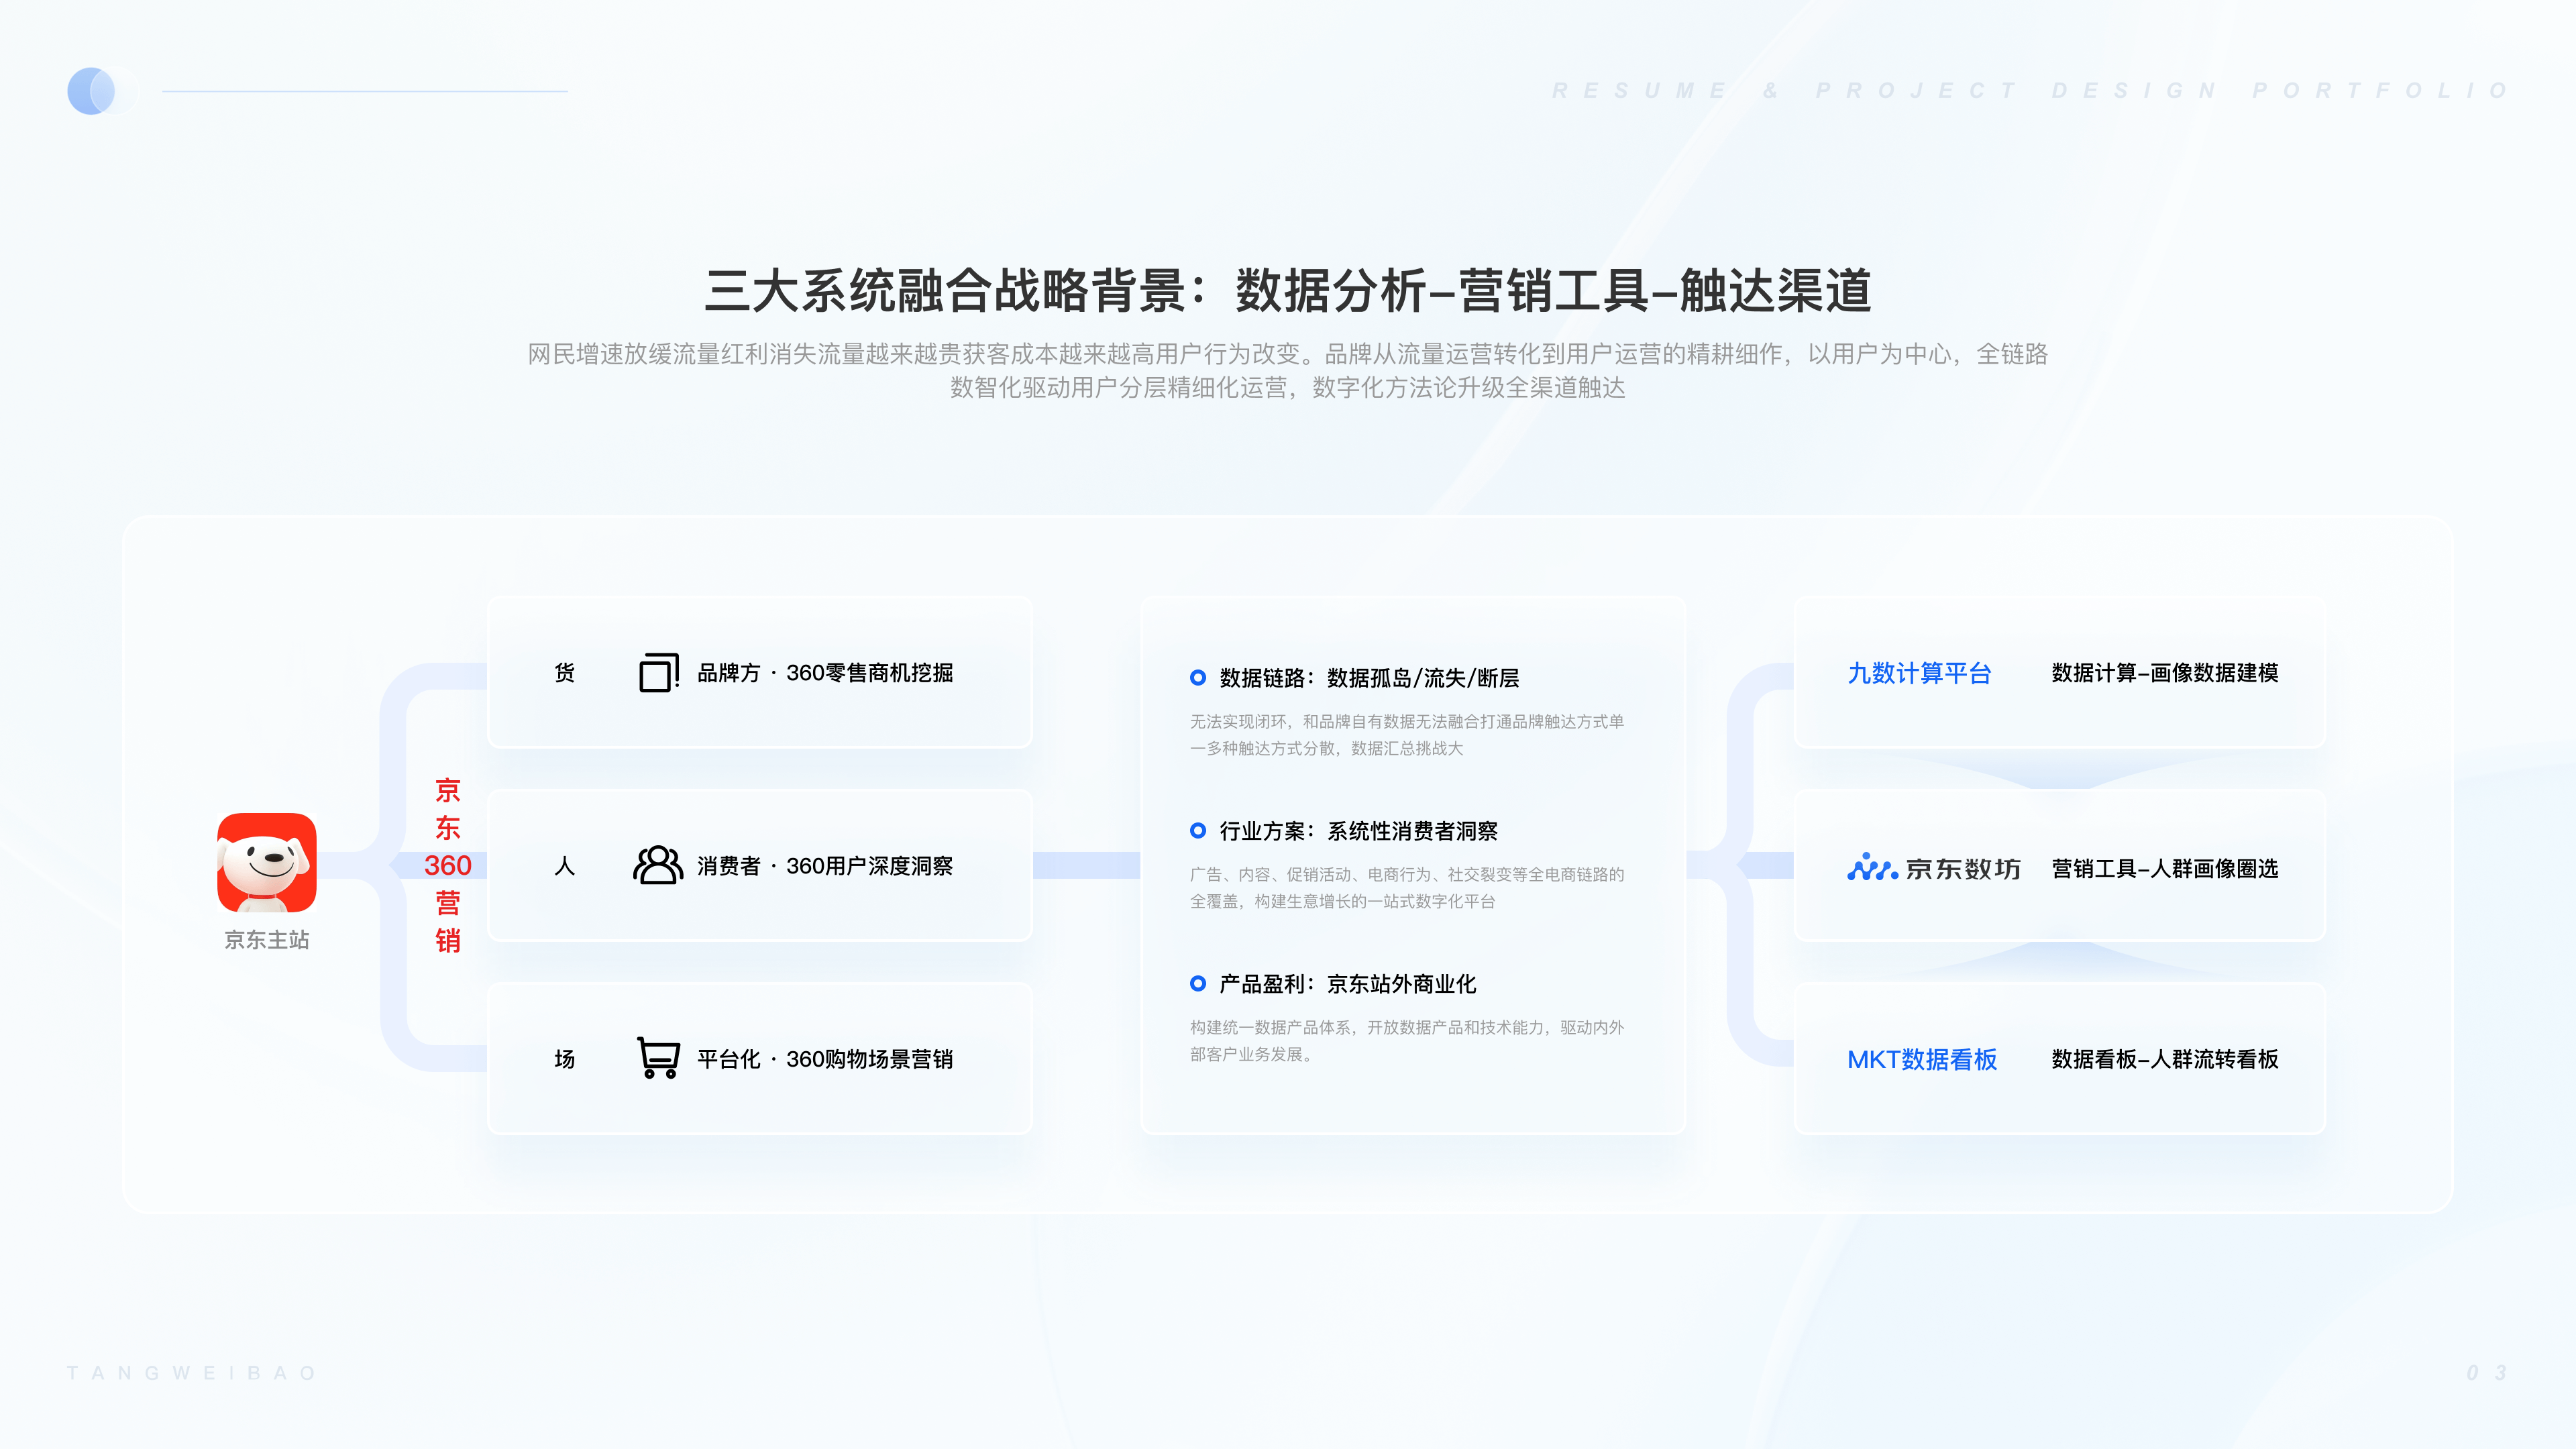 RESUME & PROJECT DESIGN PORTFOLIO
三大系统融合战略背景：数据分析–营销工具–触达渠道
网民增速放缓流量红利消失流量越来越贵获客成本越来越高用户行为改变。品牌从流量运营转化到用户运营的精耕细作，以用户为中心，全链路
数智化驱动用户分层精细化运营，数字化方法论升级全渠道触达
京东主站
京
东
360
营
销
货
品牌方 · 360零售商机挖掘
人
消费者 · 360用户深度洞察
场
平台化 · 360购物场景营销
数据链路：数据孤岛/流失/断层
无法实现闭环，和品牌自有数据无法融合打通品牌触达方式单
一多种触达方式分散，数据汇总挑战大
行业方案：系统性消费者洞察
广告、内容、促销活动、电商行为、社交裂变等全电商链路的
全覆盖，构建生意增长的一站式数字化平台
产品盈利：京东站外商业化
构建统一数据产品体系，开放数据产品和技术能力，驱动内外
部客户业务发展。
九数计算平台
数据计算–画像数据建模
京东数坊
营销工具–人群画像圈选
MKT数据看板
数据看板–人群流转看板
TANGWEIBAO
03